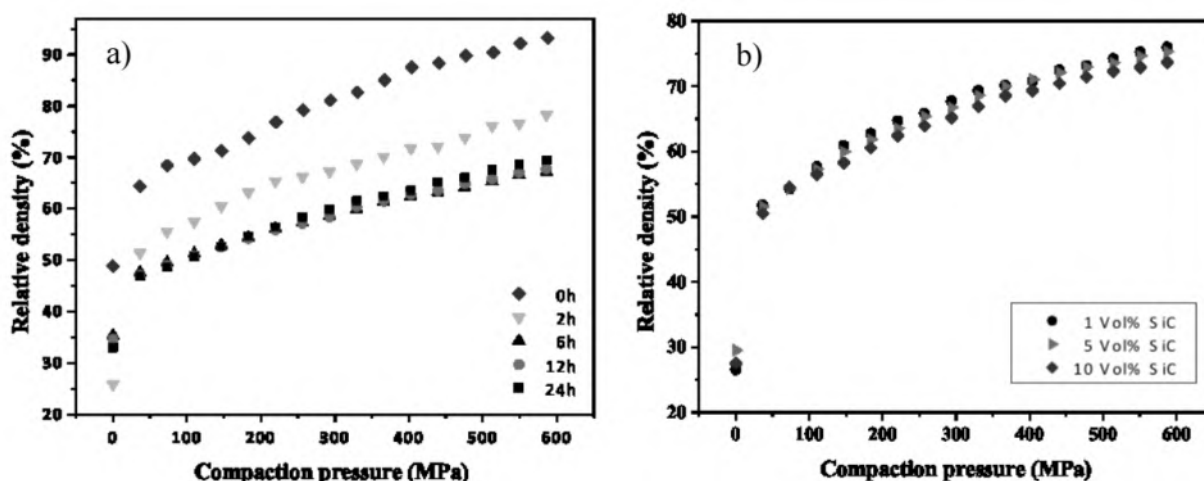 a)
Relative density (%)
90
80
70
60
50
40
30
20
0h
2h
6h
12h
24h
0 100 200 300 400 500 600
Compaction pressure (MPa)
b)
Relative density (%)
80
70
60
50
40
30
20
1 Vol% SiC
5 Vol% SiC
10 Vol% SiC
0 100 200 300 400 500 600
Compaction pressure (MPa)